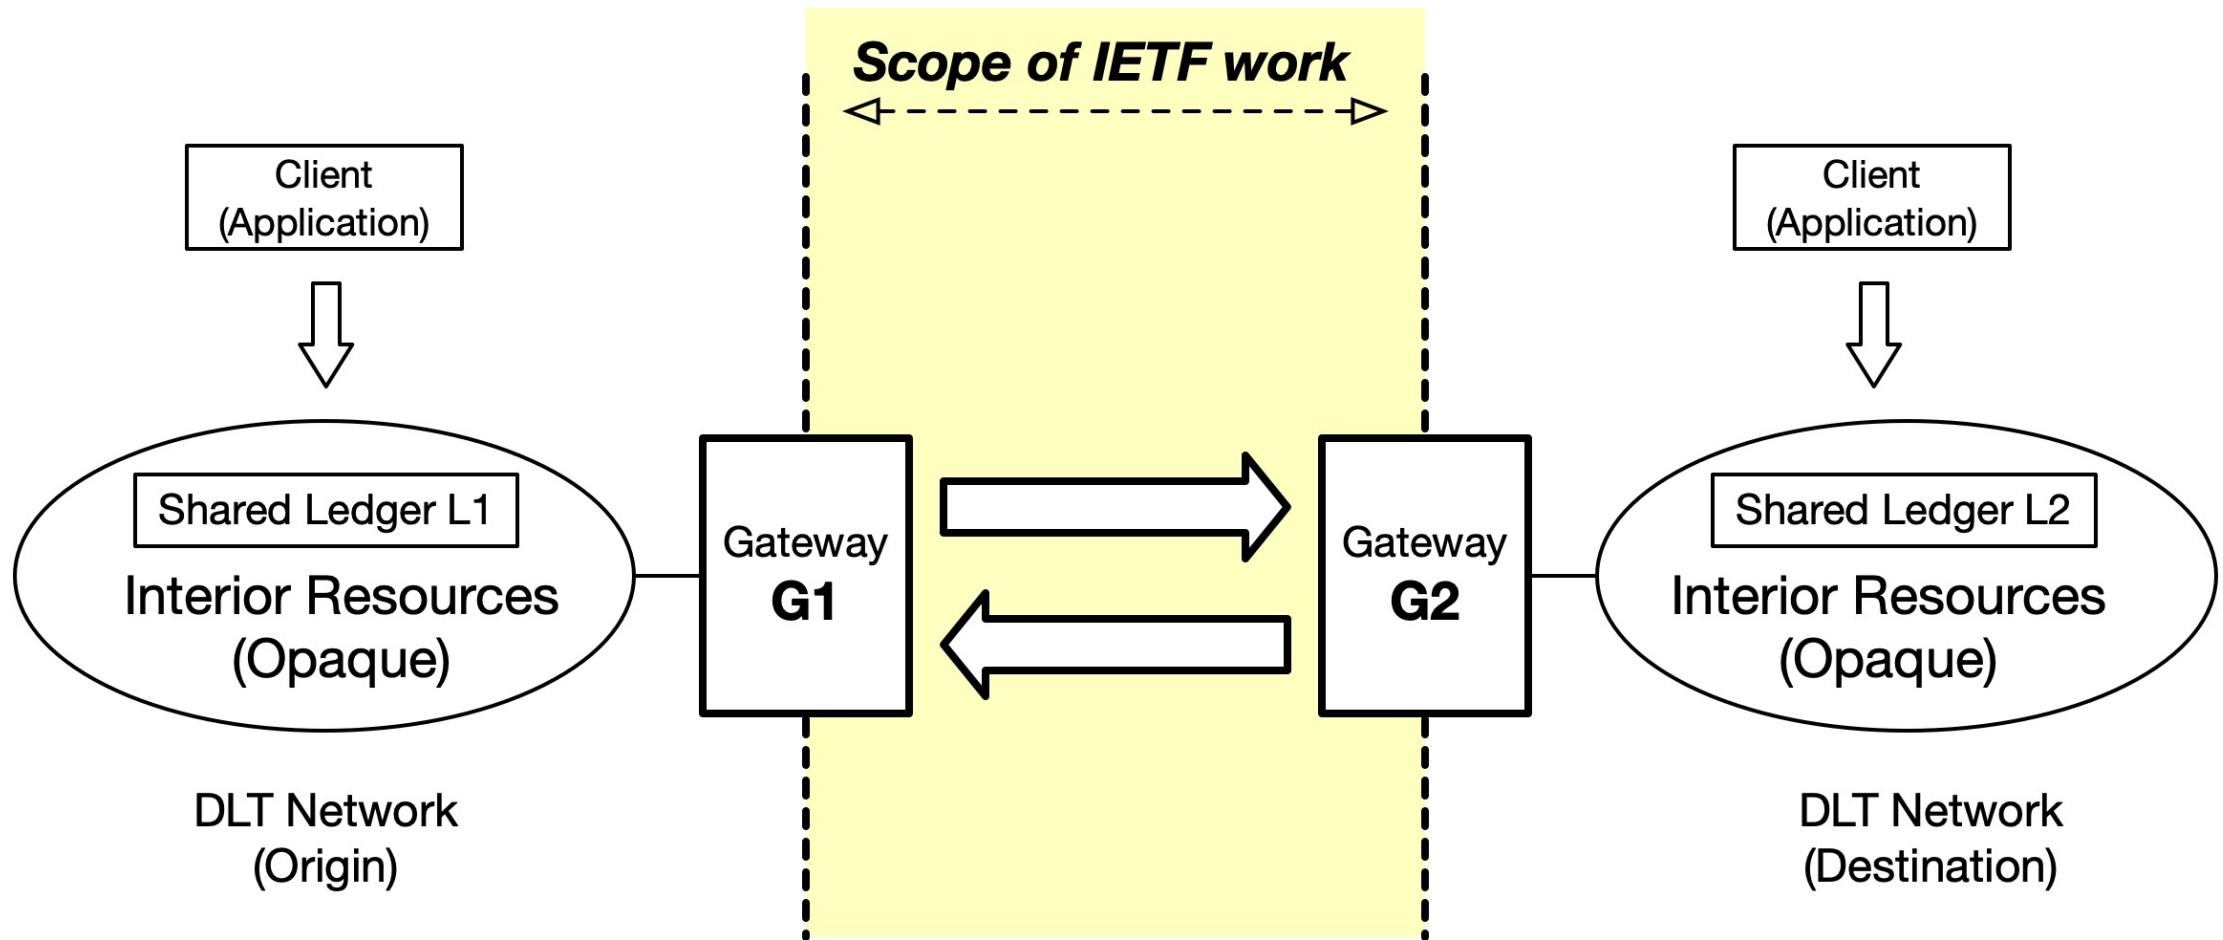 Scope of IETF work
Client
(Application)
Client
(Application)
Shared Ledger L1
Interior Resources
(Opaque)
Gateway
G1
Gateway
G2
Shared Ledger L2
Interior Resources
(Opaque)
DLT Network
(Origin)
DLT Network
(Destination)